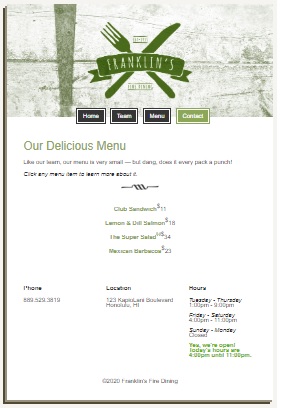 FRANKLIN'S
FINE DINING
Home Team Menu Contact
Our Delicious Menu
Like our team, our menu is very small — but dang, does it every pack a punch!
Click any menu item to learn more about it.
Club Sandwich $11
Lemon & Dill Salmon $18
The Super Salad $34
Mexican Barbacoa $23
Phone
689.529.3819
Location
123 Kapiolani Boulevard
Honolulu, HI
Hours
Tuesday - Thursday
1:00pm - 9:00pm
Friday - Saturday
4:00pm - 11:00pm
Sunday - Monday
Closed
Yes, we're open!
Today's hours are
4:00pm until 11:00pm.
©2020 Franklin's Fire Dining